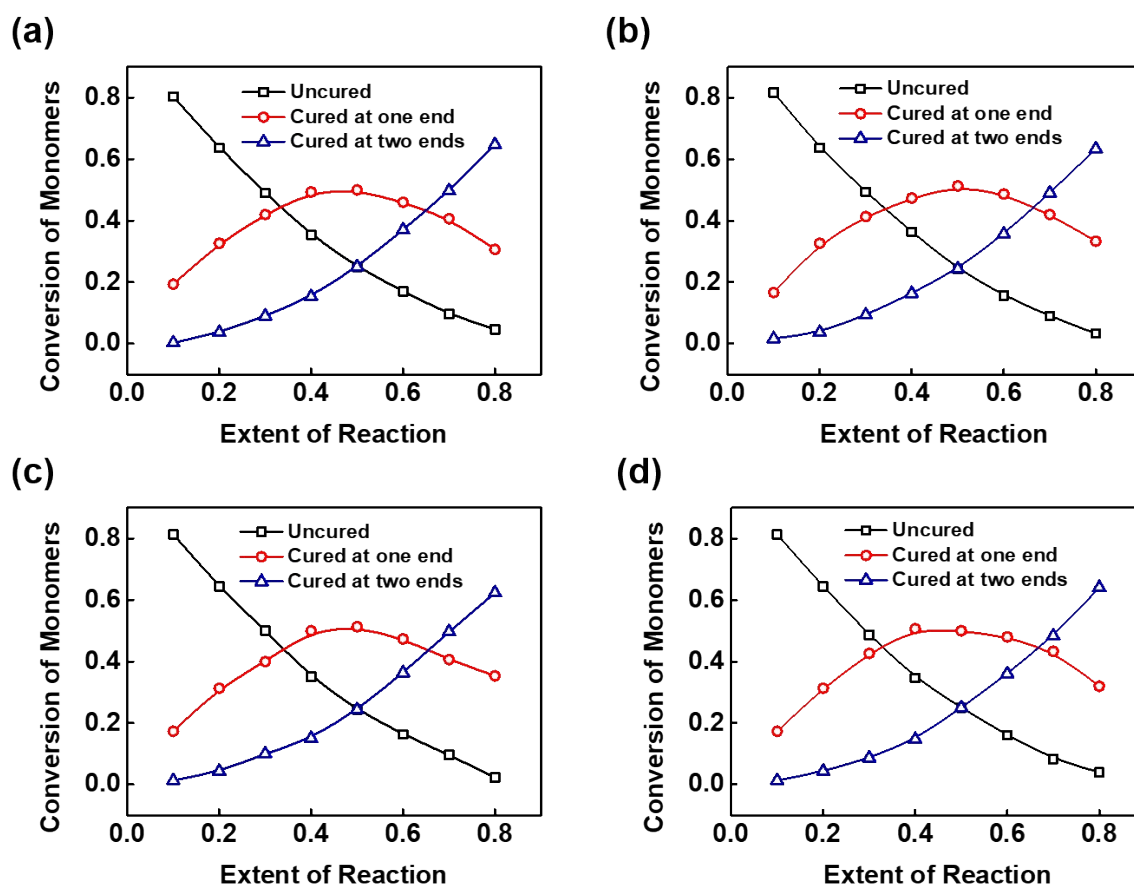 (a)
Conversion of Monomers
0.8
0.6
0.4
0.2
0.0
Uncured
Cured at one end
Cured at two ends
0.0 0.2 0.4 0.6 0.8
Extent of Reaction
(b)
Conversion of Monomers
0.8
0.6
0.4
0.2
0.0
Uncured
Cured at one end
Cured at two ends
0.0 0.2 0.4 0.6 0.8
Extent of Reaction
(c)
Conversion of Monomers
0.8
0.6
0.4
0.2
0.0
Uncured
Cured at one end
Cured at two ends
0.0 0.2 0.4 0.6 0.8
Extent of Reaction
(d)
Conversion of Monomers
0.8
0.6
0.4
0.2
0.0
Uncured
Cured at one end
Cured at two ends
0.0 0.2 0.4 0.6 0.8
Extent of Reaction